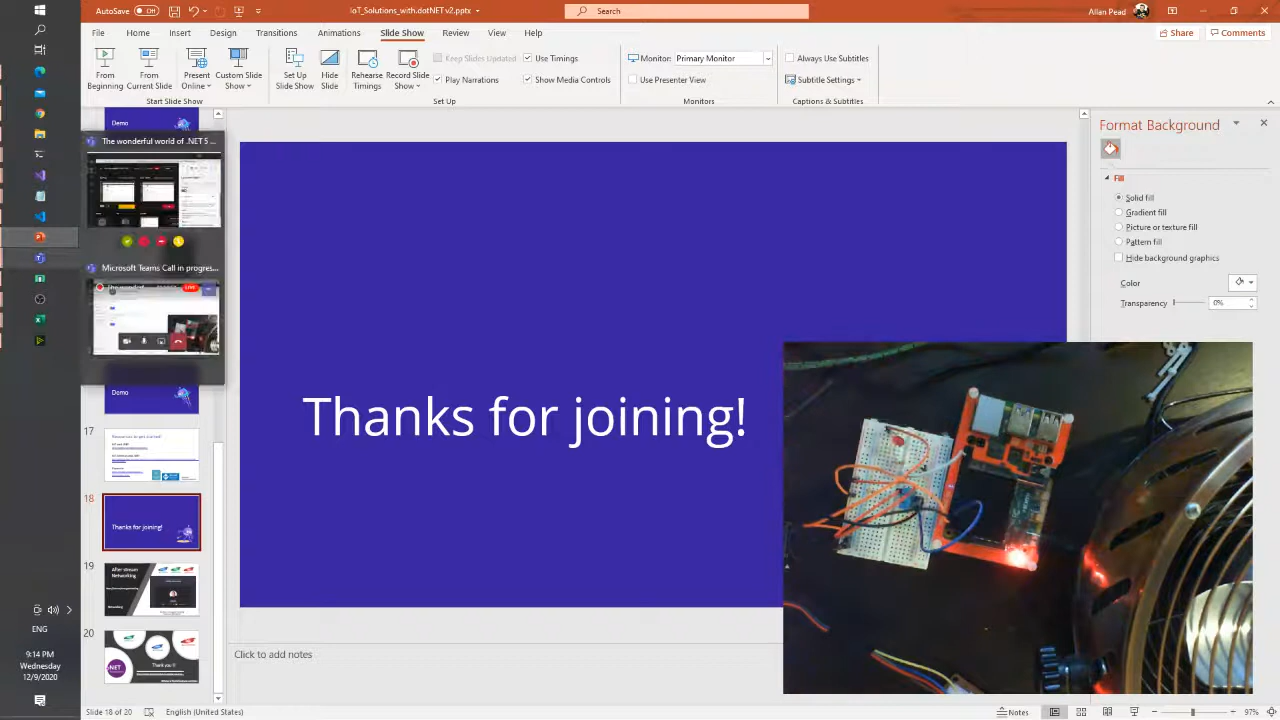 AutoSave Off
IoT_Solutions_with.dotNET v2.pptx
Search
Allan Pead
File Home Insert Design Transitions Animations Slide Show Review View Help
Share Comments
From Beginning
From Current Slide
Present Online
Custom Slide Show
Set Up Slide Show
Hide Slide
Rehearse Timings
Record Slide Show
Keep Slides Updated
Play Narrations
Use Timings
Show Media Controls
Monitor: Primary Monitor
Use Presenter View
Always Use Subtitles
Subtitle Settings
Start Slide Show
Set Up
Monitors
Captions & Subtitles
Demo
The wonderful world of .NET 5 ...
Microsoft Teams Call in progres...
Demo
17
18
Thanks for joining!
19
After stream
Networking
20
Thank you
.NET
Thanks for joining!
Click to add notes
Format Background
Fill
Solid fill
Gradient fill
Picture or texture fill
Pattern fill
Hide background graphics
Color
Transparency 0%
ENG
9:14 PM
Wednesday
12/9/2020
Slide 18 of 20
English (United States)
Notes
97%